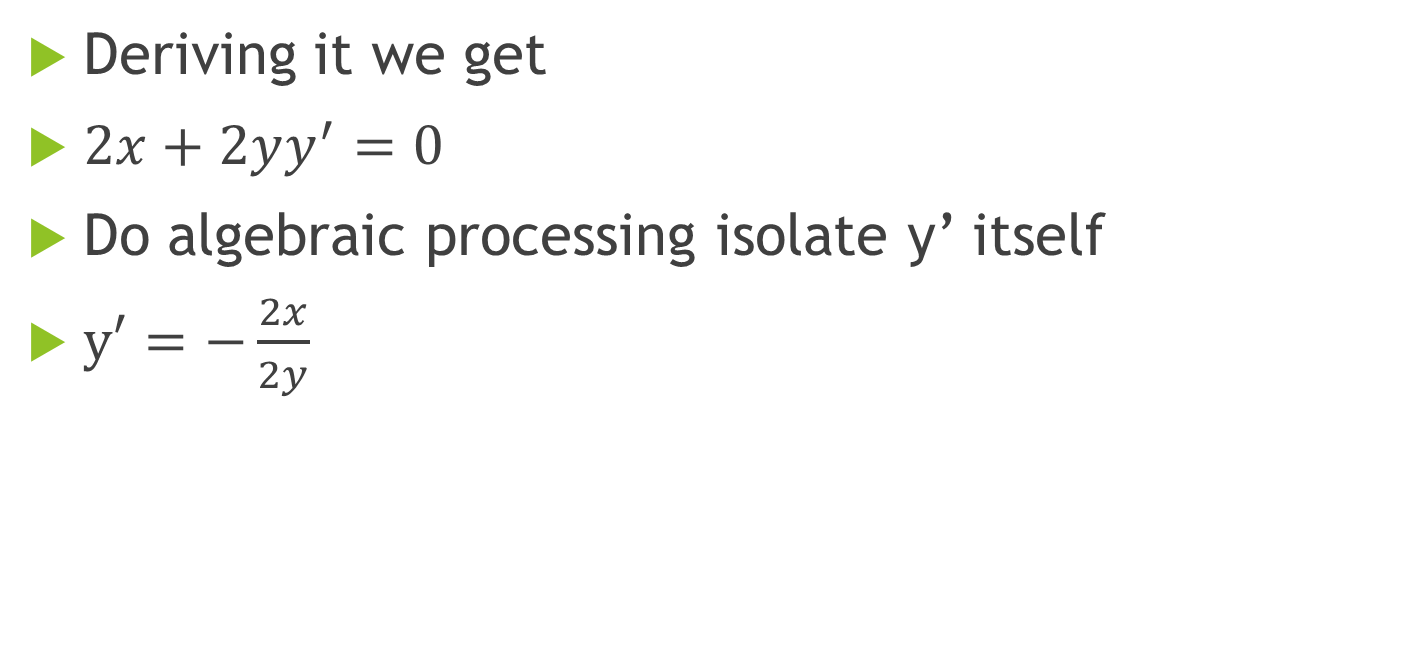 Deriving it we get
2x + 2yy′ = 0
Do algebraic processing isolate y’ itself
y′ = −2x/2y